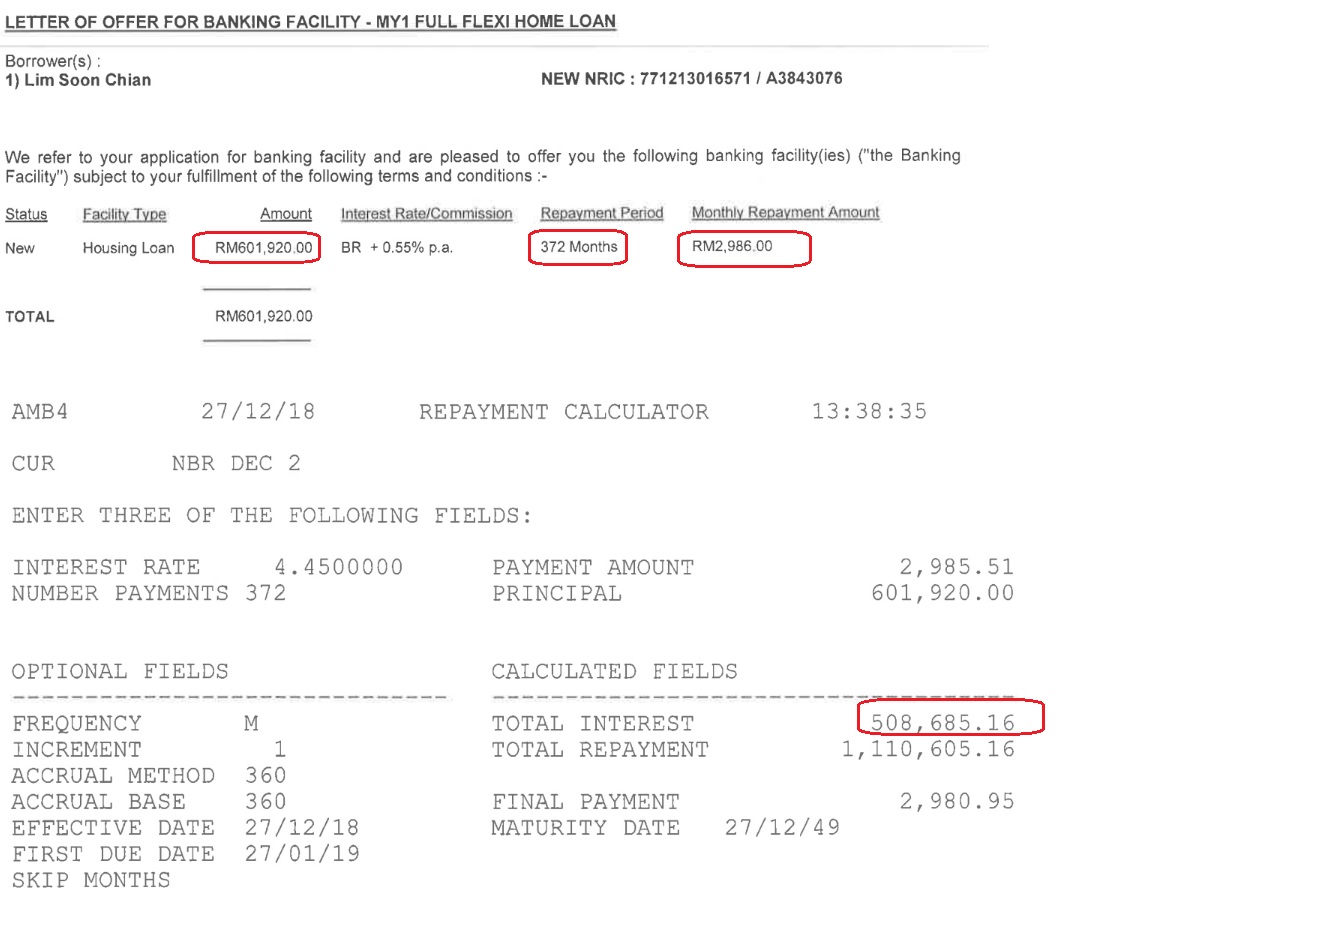 LETTER OF OFFER FOR BANKING FACILITY - MY1 FULL FLEXI HOME LOAN
Borrower(s) :
1) Lim Soon Chian NEW NRIC : 771213016571 / A3843076
We refer to your application for banking facility and are pleased to offer you the following banking facility(ies) ("the Banking
Facility") subject to your fulfillment of the following terms and conditions :-
Status Facility Type Amount Interest Rate/Commission Repayment Period Monthly Repayment Amount
New Housing Loan RM601,920.00 BR + 0.55% p.a. 372 Months RM2,986.00
TOTAL RM601,920.00
AMB4 27/12/18 REPAYMENT CALCULATOR 13:38:35
CUR NBR DEC 2
ENTER THREE OF THE FOLLOWING FIELDS:
INTEREST RATE 4.4500000 PAYMENT AMOUNT 2,985.51
NUMBER PAYMENTS 372 PRINCIPAL 601,920.00
OPTIONAL FIELDS CALCULATED FIELDS
FREQUENCY M TOTAL INTEREST 508,685.16
INCREMENT 1 TOTAL REPAYMENT 1,110,605.16
ACCRUAL METHOD 360
ACCRUAL BASE 360 FINAL PAYMENT 2,980.95
EFFECTIVE DATE 27/12/18 MATURITY DATE 27/12/49
FIRST DUE DATE 27/01/19
SKIP MONTHS